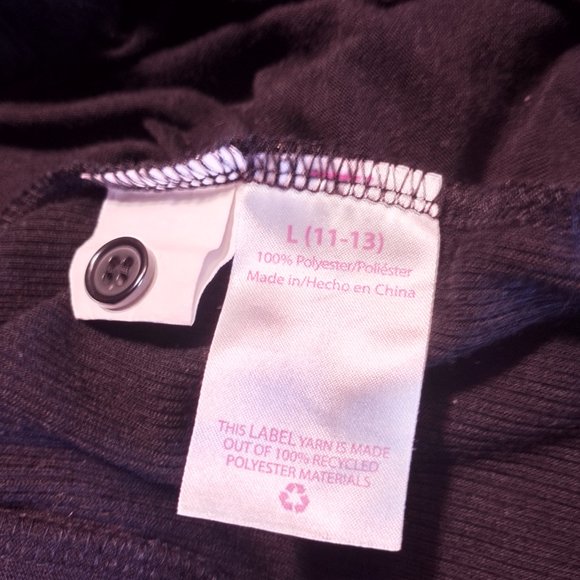 L (11-13)
100% Polyester/Poliéster
Made in/Hecho en China
THIS LABEL YARN IS MADE
OUT OF 100% RECYCLED
POLYESTER MATERIALS